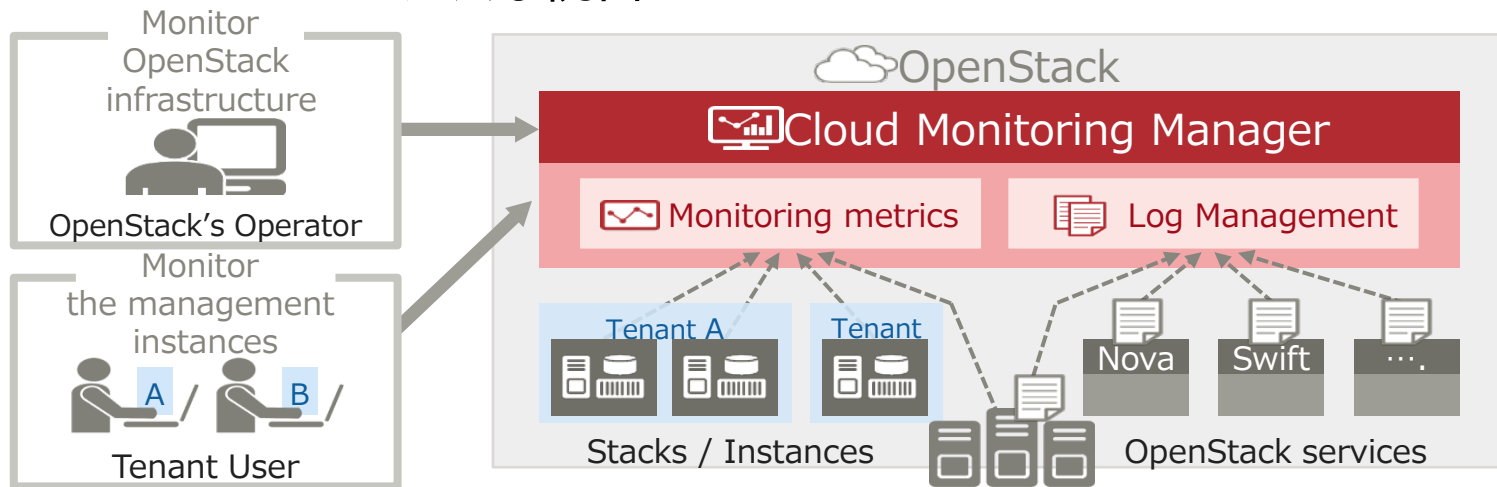 Monitor
OpenStack
infrastructure
OpenStack's Operator
Monitor
the management
instances
A
B
Tenant User
OpenStack
Cloud Monitoring Manager
Monitoring metrics
Log Management
Tenant A
Tenant
Nova
Swift
….
Stacks / Instances
OpenStack services